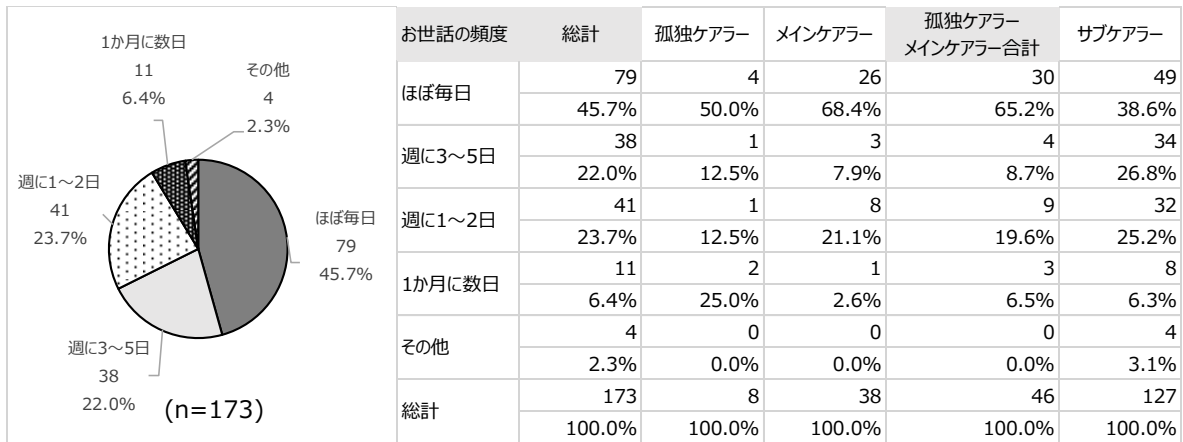 1か月に数日
11
6.4%
その他
4
2.3%
週に1～2日
41
23.7%
ほぼ毎日
79
45.7%
週に3～5日
38
22.0%
(n=173)
お世話の頻度 総計 孤独ケアラー メインケアラー 孤独ケアラー メインケアラー合計 サブケアラー
ほぼ毎日 79 4 26 30 49
45.7% 50.0% 68.4% 65.2% 38.6%
週に3～5日 38 1 3 4 34
22.0% 12.5% 7.9% 8.7% 26.8%
週に1～2日 41 1 8 9 32
23.7% 12.5% 21.1% 19.6% 25.2%
1か月に数日 11 2 1 3 8
6.4% 25.0% 2.6% 6.5% 6.3%
その他 4 0 0 0 4
2.3% 0.0% 0.0% 0.0% 3.1%
総計 173 8 38 46 127
100.0% 100.0% 100.0% 100.0% 100.0%